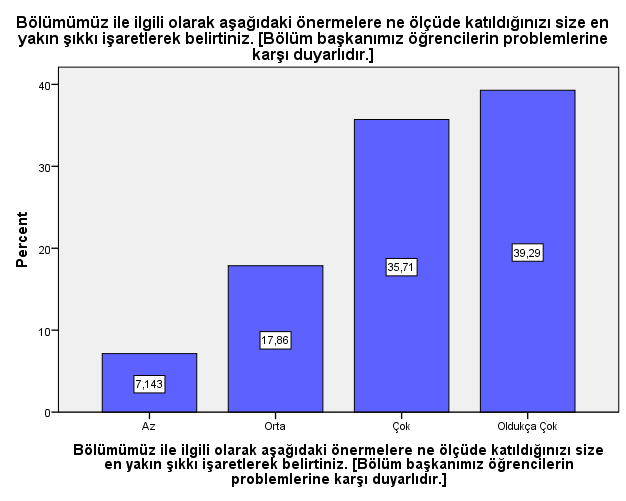 Bölümümüz ile ilgili olarak aşağıdaki önermelere ne ölçüde katıldığınızı size en
yakın şıkkı işaretlerek belirtiniz. [Bölüm başkanımız öğrencilerin problemlerine
karşı duyarlıdır.]
Percent
40
30
20
10
0
7,143
17,86
35,71
39,29
Az
Orta
Çok
Oldukça Çok
Bölümümüz ile ilgili olarak aşağıdaki önermelere ne ölçüde katıldığınızı size
en yakın şıkkı işaretlerek belirtiniz. [Bölüm başkanımız öğrencilerin
problemlerine karşı duyarlıdır.]